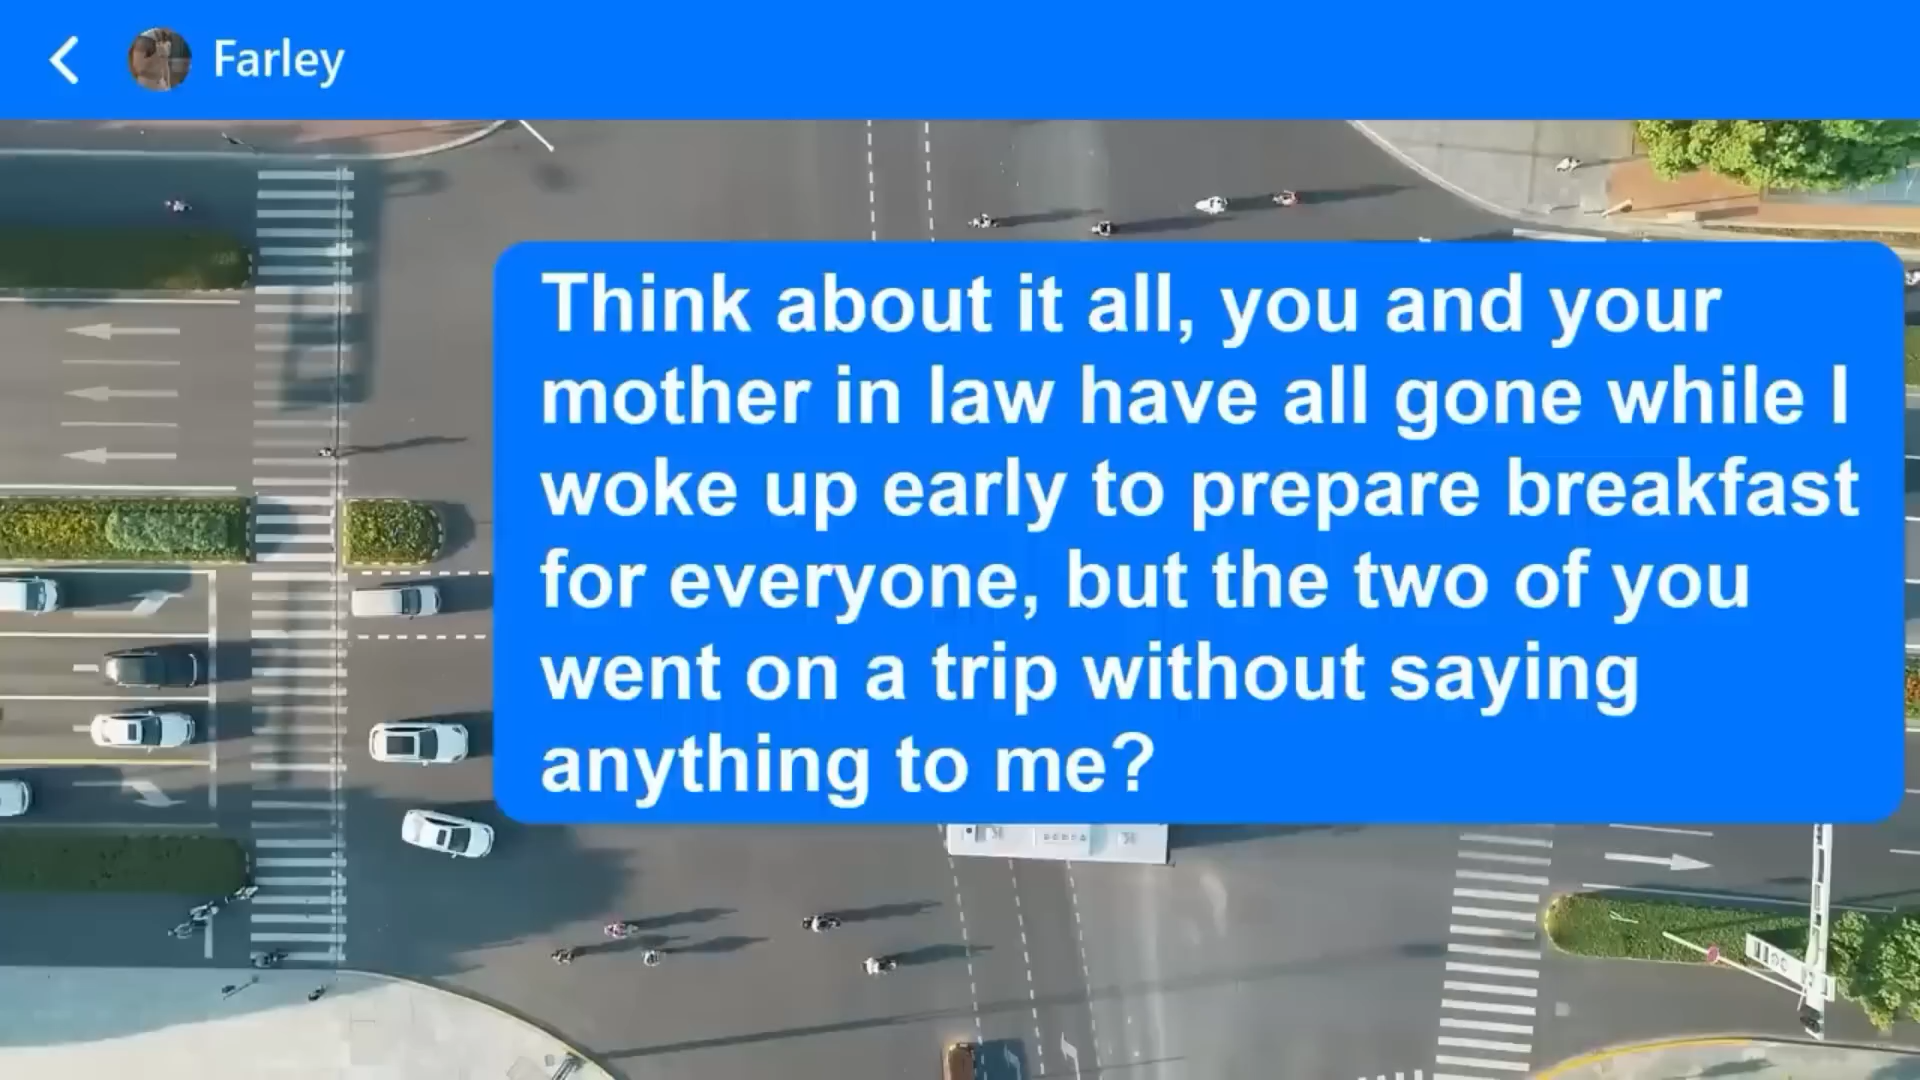 Farley
Think about it all, you and your
mother in law have all gone while I
woke up early to prepare breakfast
for everyone, but the two of you
went on a trip without saying
anything to me?